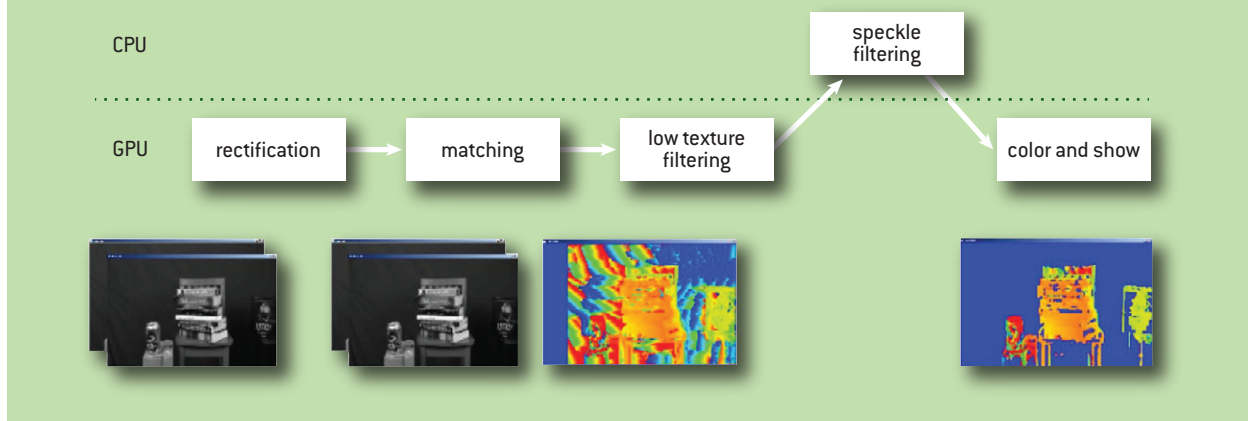 CPU
speckle
filtering
GPU
rectification
matching
low texture
filtering
color and show